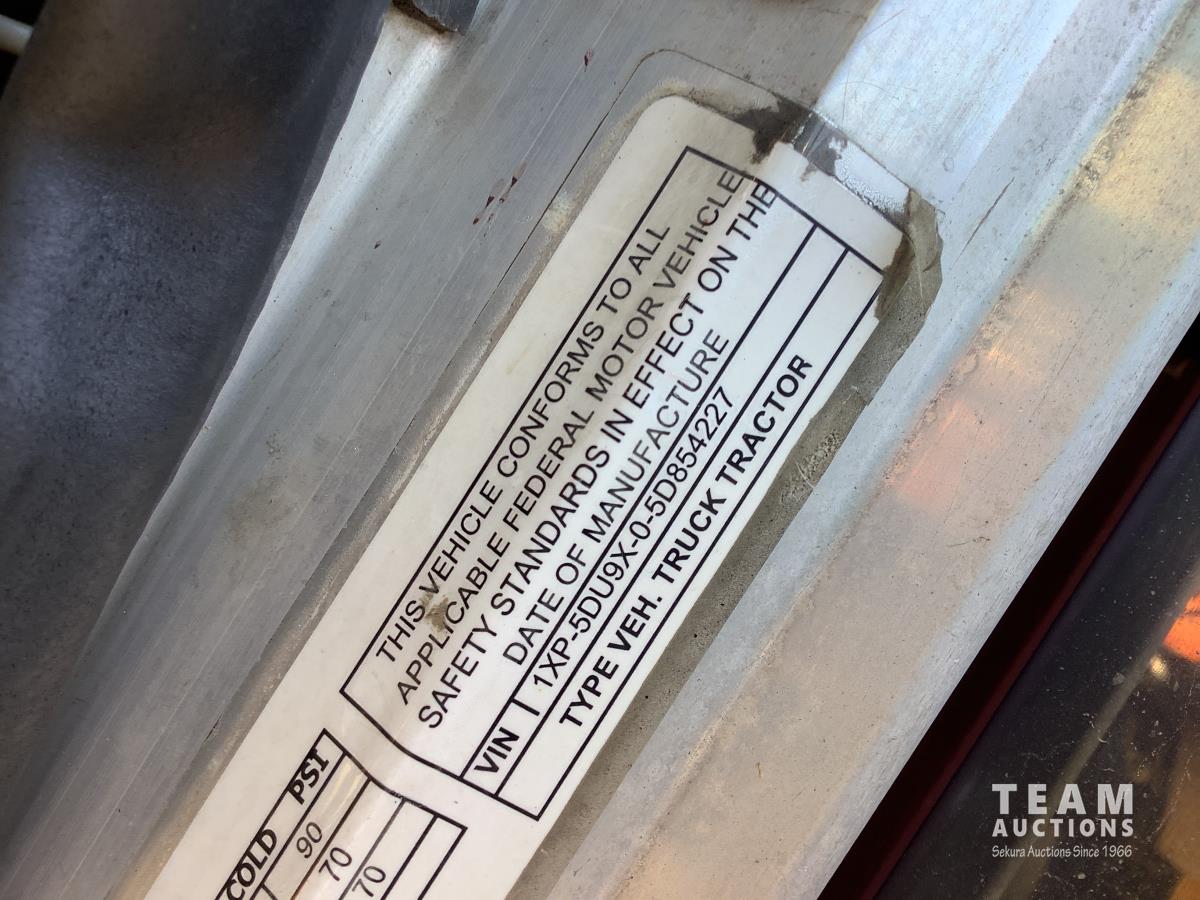 THIS VEHICLE CONFORMS TO ALL
APPLICABLE FEDERAL MOTOR VEHICLE
SAFETY STANDARDS IN EFFECT ON THE
DATE OF MANUFACTURE
VIN 1XP-5DU9X-0-5D854227
TYPE VEH. TRUCK TRACTOR
COLD PSI
90
70
70
TEAM
AUCTIONS
Sekura Auctions Since 1966